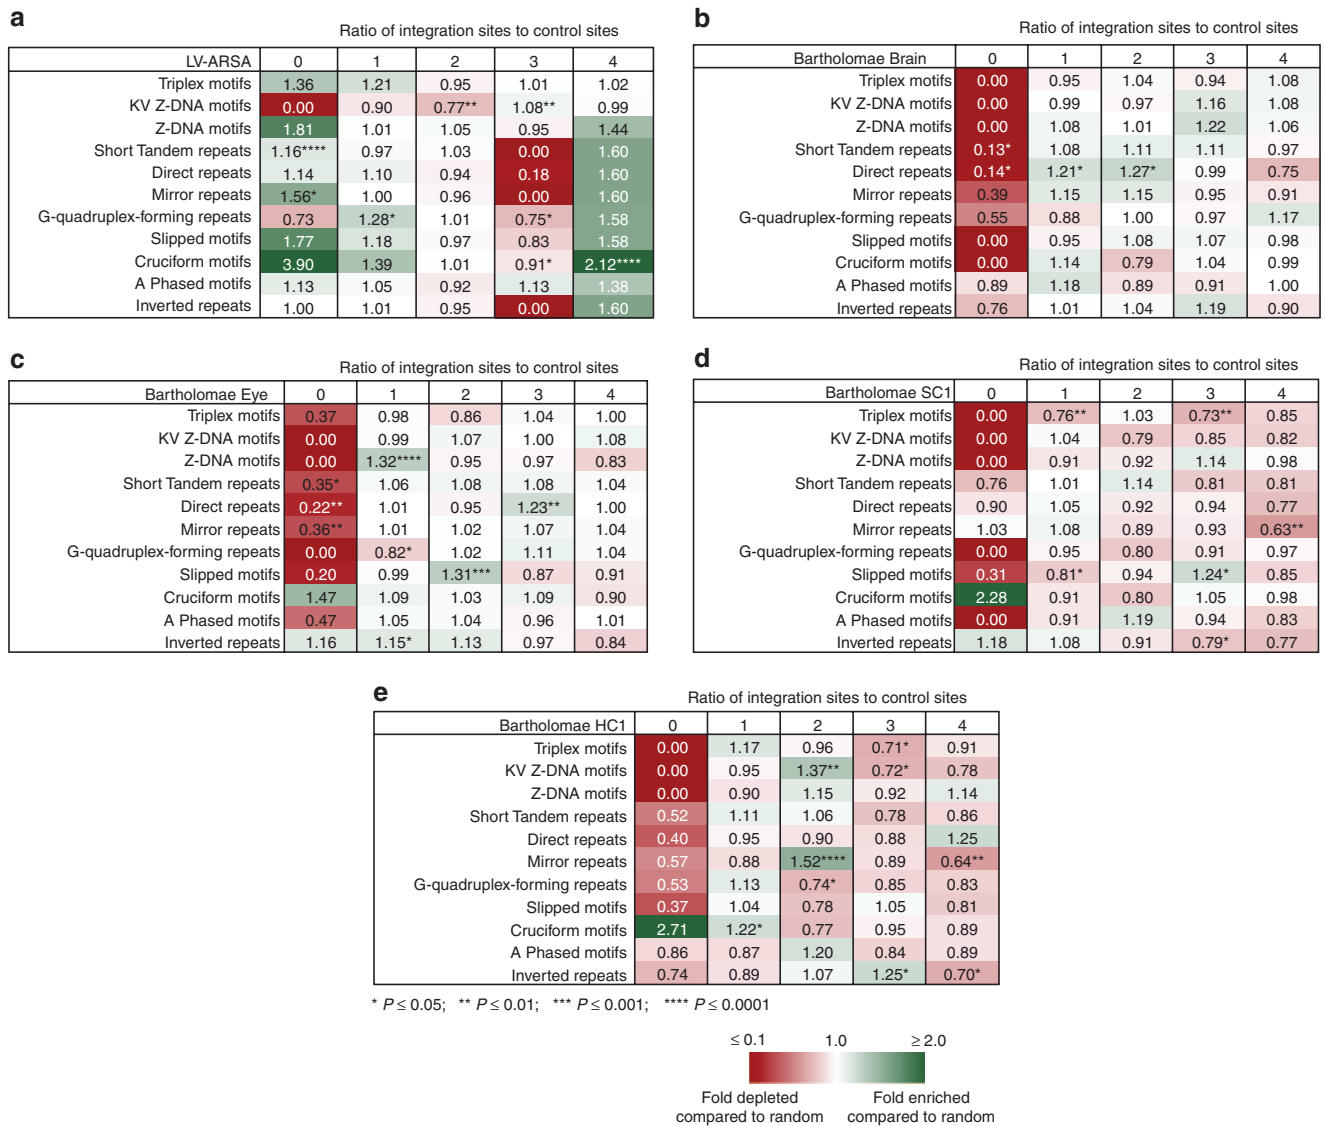 a
Ratio of integration sites to control sites
LV-ARSA 0 1 2 3 4
Triplex motifs 1.36 1.21 0.95 1.01 1.02
KV Z-DNA motifs 0.00 0.90 0.77** 1.08** 0.99
Z-DNA motifs 1.81 1.01 1.05 0.95 1.44
Short Tandem repeats 1.16**** 0.97 1.03 0.00 1.60
Direct repeats 1.14 1.10 0.94 0.18 1.60
Mirror repeats 1.56* 1.00 0.96 0.00 1.60
G-quadruplex-forming repeats 0.73 1.28* 1.01 0.75* 1.58
Slipped motifs 1.77 1.18 0.97 0.83 1.58
Cruciform motifs 3.90 1.39 1.01 0.91* 2.12****
A Phased motifs 1.13 1.05 0.92 1.13 1.38
Inverted repeats 1.00 1.01 0.95 0.00 1.60
b
Ratio of integration sites to control sites
Bartholomae Brain 0 1 2 3 4
Triplex motifs 0.00 0.95 1.04 0.94 1.08
KV Z-DNA motifs 0.00 0.99 0.97 1.16 1.08
Z-DNA motifs 0.00 1.08 1.01 1.22 1.06
Short Tandem repeats 0.13* 1.08 1.11 1.11 0.97
Direct repeats 0.14* 1.21* 1.27* 0.99 0.75
Mirror repeats 0.39 1.15 1.15 0.95 0.91
G-quadruplex-forming repeats 0.55 0.88 1.00 0.97 1.17
Slipped motifs 0.00 0.95 1.08 1.07 0.98
Cruciform motifs 0.00 1.14 0.79 1.04 0.99
A Phased motifs 0.89 1.18 0.89 0.91 1.00
Inverted repeats 0.76 1.01 1.04 1.19 0.90
c
Ratio of integration sites to control sites
Bartholomae Eye 0 1 2 3 4
Triplex motifs 0.37 0.98 0.86 1.04 1.00
KV Z-DNA motifs 0.00 0.99 1.07 1.00 1.08
Z-DNA motifs 0.00 1.32**** 0.95 0.97 0.83
Short Tandem repeats 0.35* 1.06 1.08 1.08 1.04
Direct repeats 0.22** 1.01 0.95 1.23** 1.00
Mirror repeats 0.36** 1.01 1.02 1.07 1.04
G-quadruplex-forming repeats 0.00 0.82* 1.02 1.11 1.04
Slipped motifs 0.20 0.99 1.31*** 0.87 0.91
Cruciform motifs 1.47 1.09 1.03 1.09 0.90
A Phased motifs 0.47 1.05 1.04 0.96 1.01
Inverted repeats 1.16 1.15* 1.13 0.97 0.84
d
Ratio of integration sites to control sites
Bartholomae SC1 0 1 2 3 4
Triplex motifs 0.00 0.76** 1.03 0.73** 0.85
KV Z-DNA motifs 0.00 1.04 0.79 0.85 0.82
Z-DNA motifs 0.00 0.91 0.92 1.14 0.98
Short Tandem repeats 0.76 1.01 1.14 0.81 0.81
Direct repeats 0.90 1.05 0.92 0.94 0.77
Mirror repeats 1.03 1.08 0.89 0.93 0.63**
G-quadruplex-forming repeats 0.00 0.95 0.80 0.91 0.97
Slipped motifs 0.31 0.81* 0.94 1.24* 0.85
Cruciform motifs 2.28 0.91 0.80 1.05 0.98
A Phased motifs 0.00 0.91 1.19 0.94 0.83
Inverted repeats 1.18 1.08 0.91 0.79* 0.77
e
Ratio of integration sites to control sites
Bartholomae HC1 0 1 2 3 4
Triplex motifs 0.00 1.17 0.96 0.71* 0.91
KV Z-DNA motifs 0.00 0.95 1.37** 0.72* 0.78
Z-DNA motifs 0.00 0.90 1.15 0.92 1.14
Short Tandem repeats 0.52 1.11 1.06 0.78 0.86
Direct repeats 0.40 0.95 0.90 0.88 1.25
Mirror repeats 0.57 0.88 1.52**** 0.89 0.64**
G-quadruplex-forming repeats 0.53 1.13 0.74* 0.85 0.83
Slipped motifs 0.37 1.04 0.78 1.05 0.81
Cruciform motifs 2.71 1.22* 0.77 0.95 0.89
A Phased motifs 0.86 0.87 1.20 0.84 0.89
Inverted repeats 0.74 0.89 1.07 1.25* 0.70*
* P ≤ 0.05; ** P ≤ 0.01; *** P ≤ 0.001; **** P ≤ 0.0001
≤ 0.1 1.0 ≥ 2.0
Fold depleted Fold enriched
compared to random compared to random